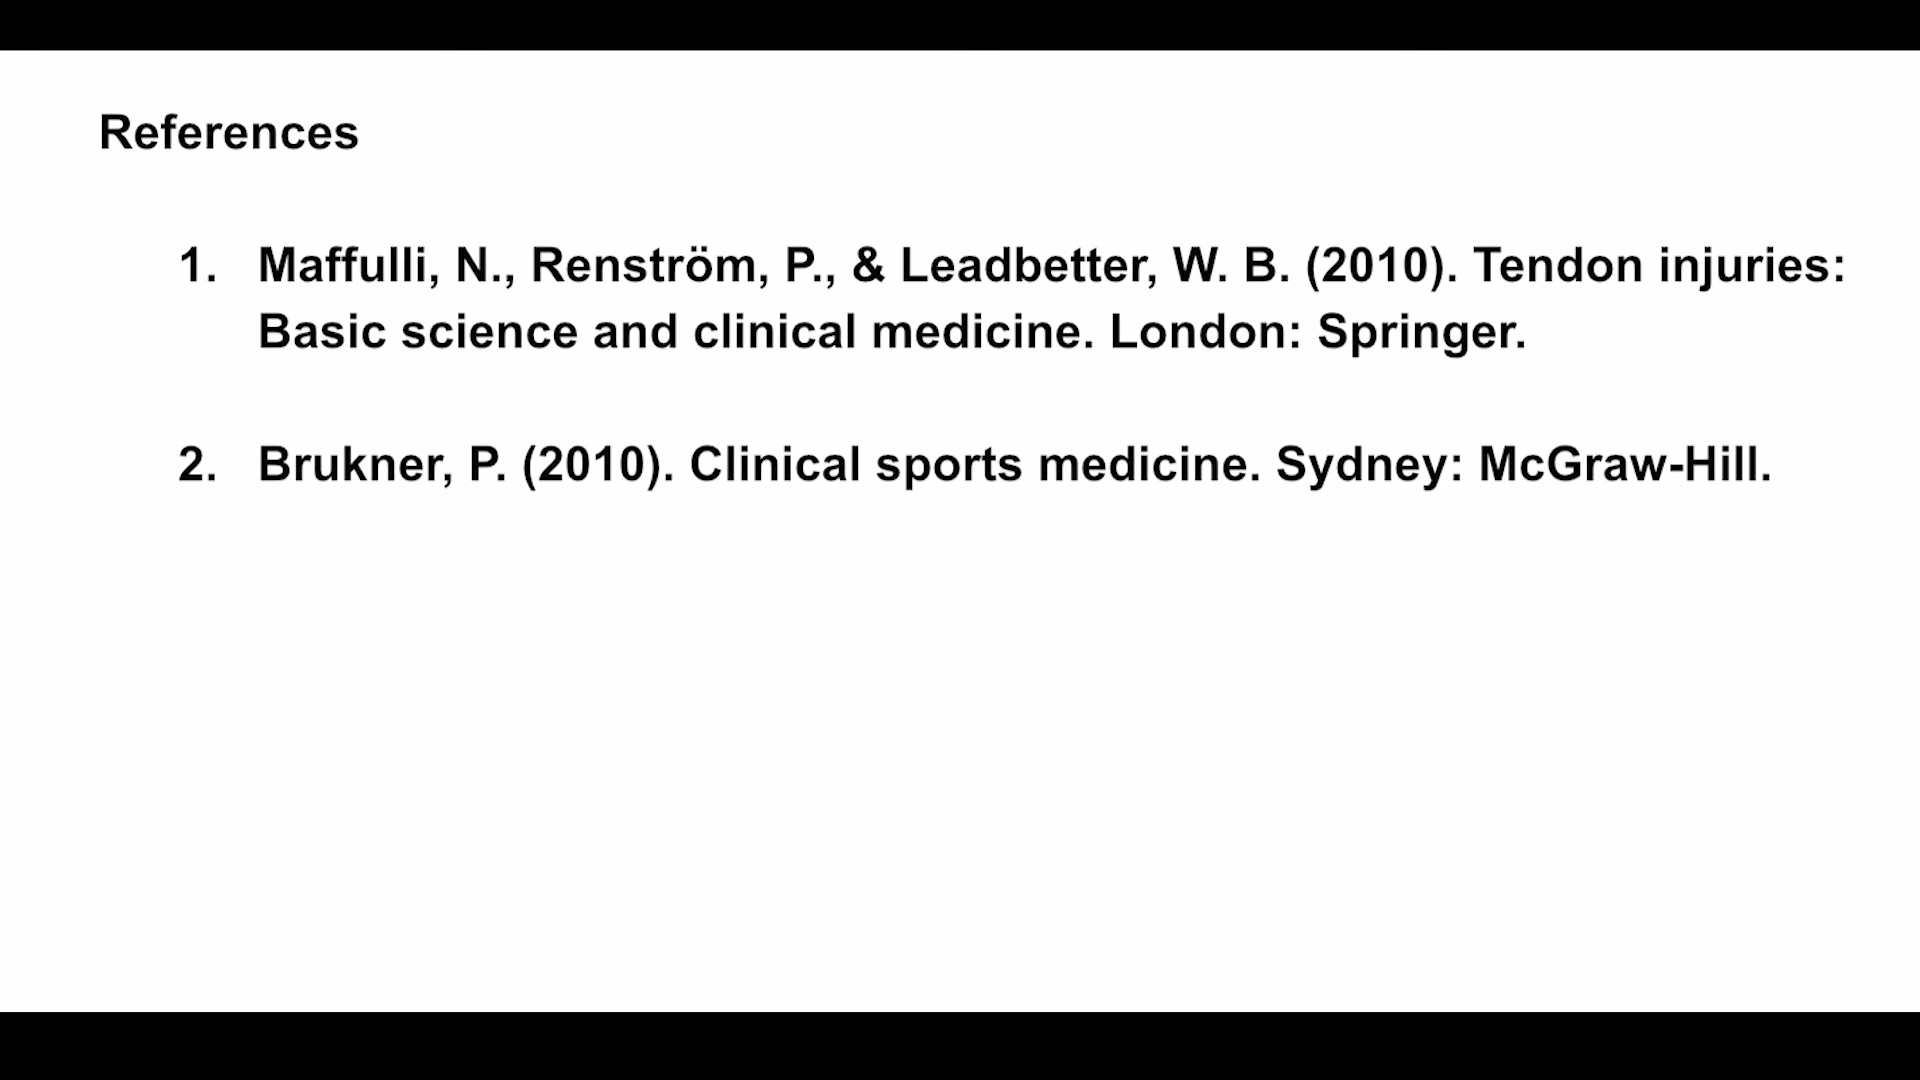 References
1. Maffulli, N., Renström, P., & Leadbetter, W. B. (2010). Tendon injuries:
Basic science and clinical medicine. London: Springer.
2. Brukner, P. (2010). Clinical sports medicine. Sydney: McGraw-Hill.